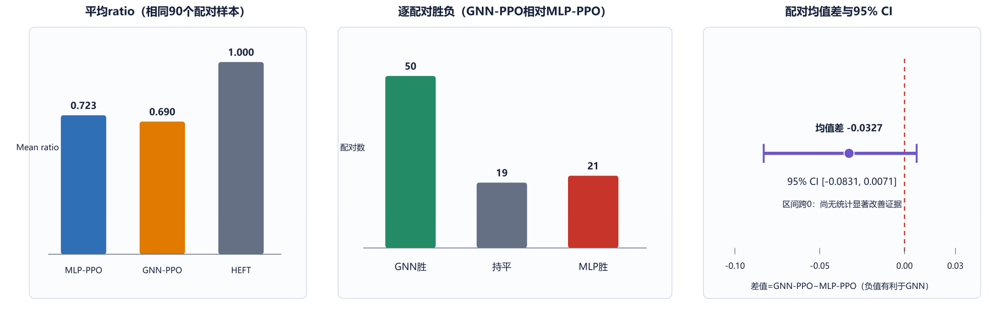 平均ratio（相同90个配对样本）
1.000
0.723
0.690
Mean ratio
MLP-PPO
GNN-PPO
HEFT
逐配对胜负（GNN-PPO相对MLP-PPO）
50
19
21
配对数
GNN胜
持平
MLP胜
配对均值差与95% CI
均值差 -0.0327
95% CI [-0.0831, 0.0071]
区间跨0：尚无统计显著改善证据
-0.10
-0.05
0.00
0.03
差值=GNN-PPO−MLP-PPO（负值有利于GNN）